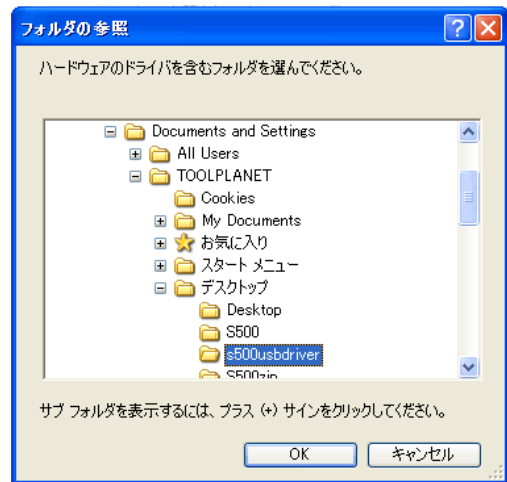 フォルダの参照
ハードウェアのドライバを含むフォルダを選んでください。
Documents and Settings
All Users
TOOLPLANET
Cookies
My Documents
お気に入り
スタート メニュー
デスクトップ
Desktop
S500
s500usbdriver
S500zip
サブ フォルダを表示するには、プラス (+) サインをクリックしてください。
OK キャンセル